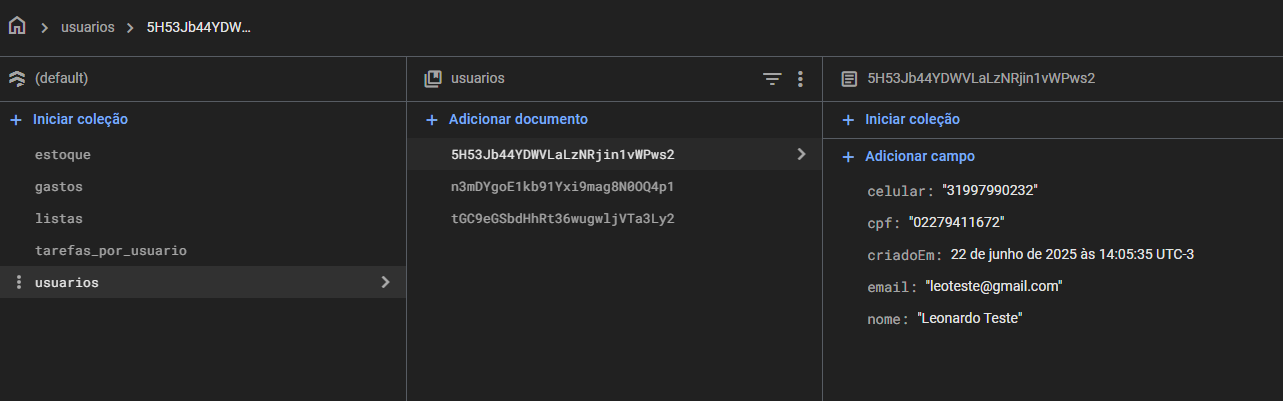 usuarios 5H53Jb44YDW…
(default)
Iniciar coleção
estoque
gastos
listas
tarefas_por_usuario
usuarios
usuarios
Adicionar documento
5H53Jb44YDWVLaLzNRjin1vWPws2
n3mDYgoE1kb91Yxi9mag8N0OQ4p1
tGC9eGSbdHhRt36wugwljVTa3Ly2
5H53Jb44YDWVLaLzNRjin1vWPws2
Iniciar coleção
Adicionar campo
celular: "31997990232"
cpf: "02279411672"
criadoEm: 22 de junho de 2025 às 14:05:35 UTC-3
email: "leoteste@gmail.com"
nome: "Leonardo Teste"